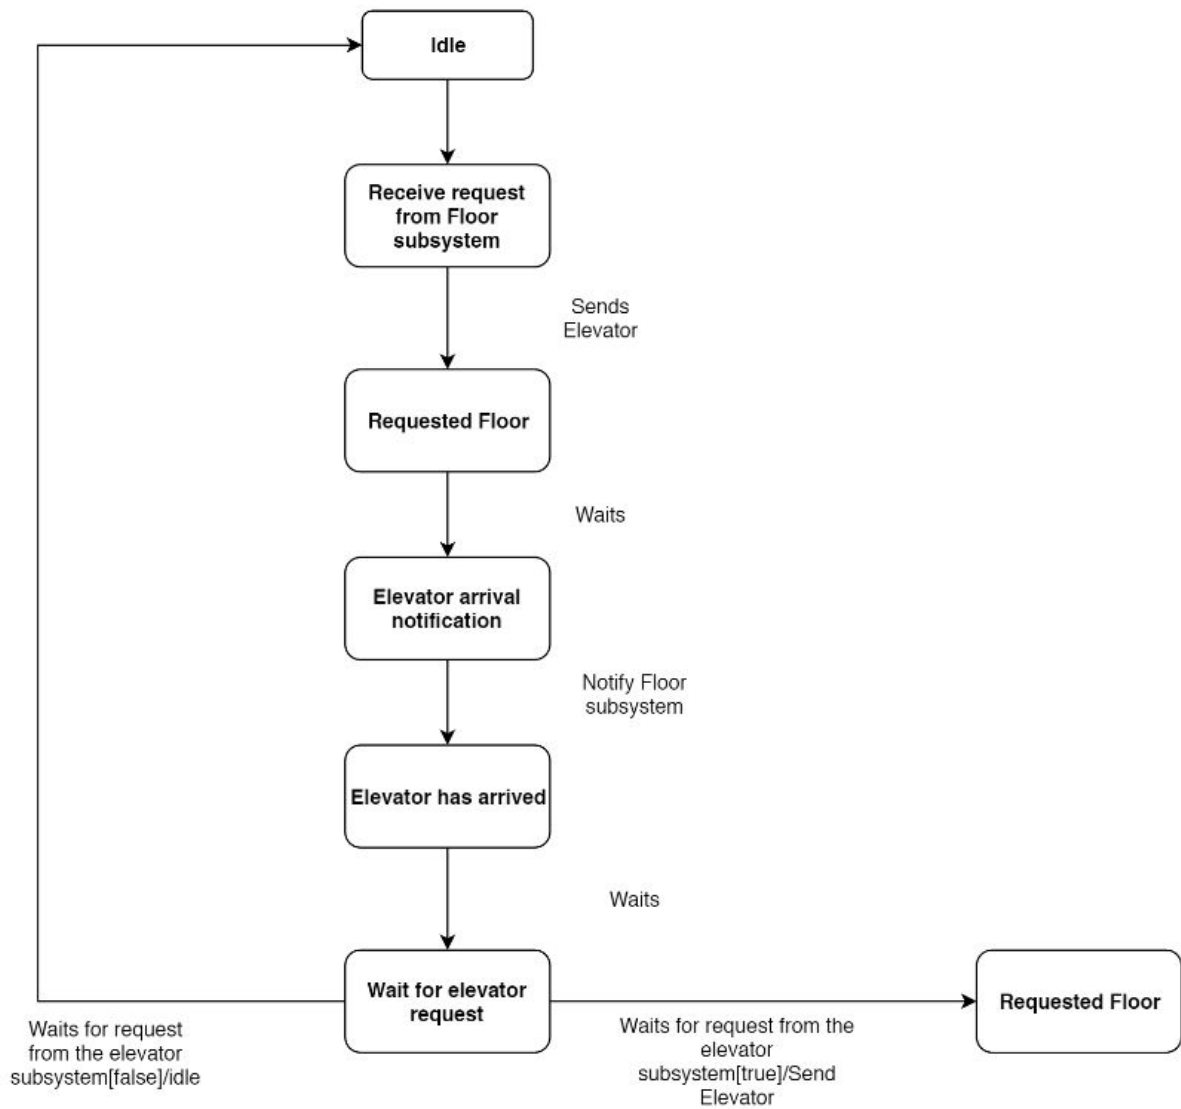 Idle
Receive request
from Floor
subsystem
Sends
Elevator
Requested Floor
Waits
Elevator arrival
notification
Notify Floor
subsystem
Elevator has arrived
Waits
Wait for elevator
request
Requested Floor
Waits for request
from the elevator
subsystem[false]/idle
Waits for request from the
elevator
subsystem[true]/Send
Elevator